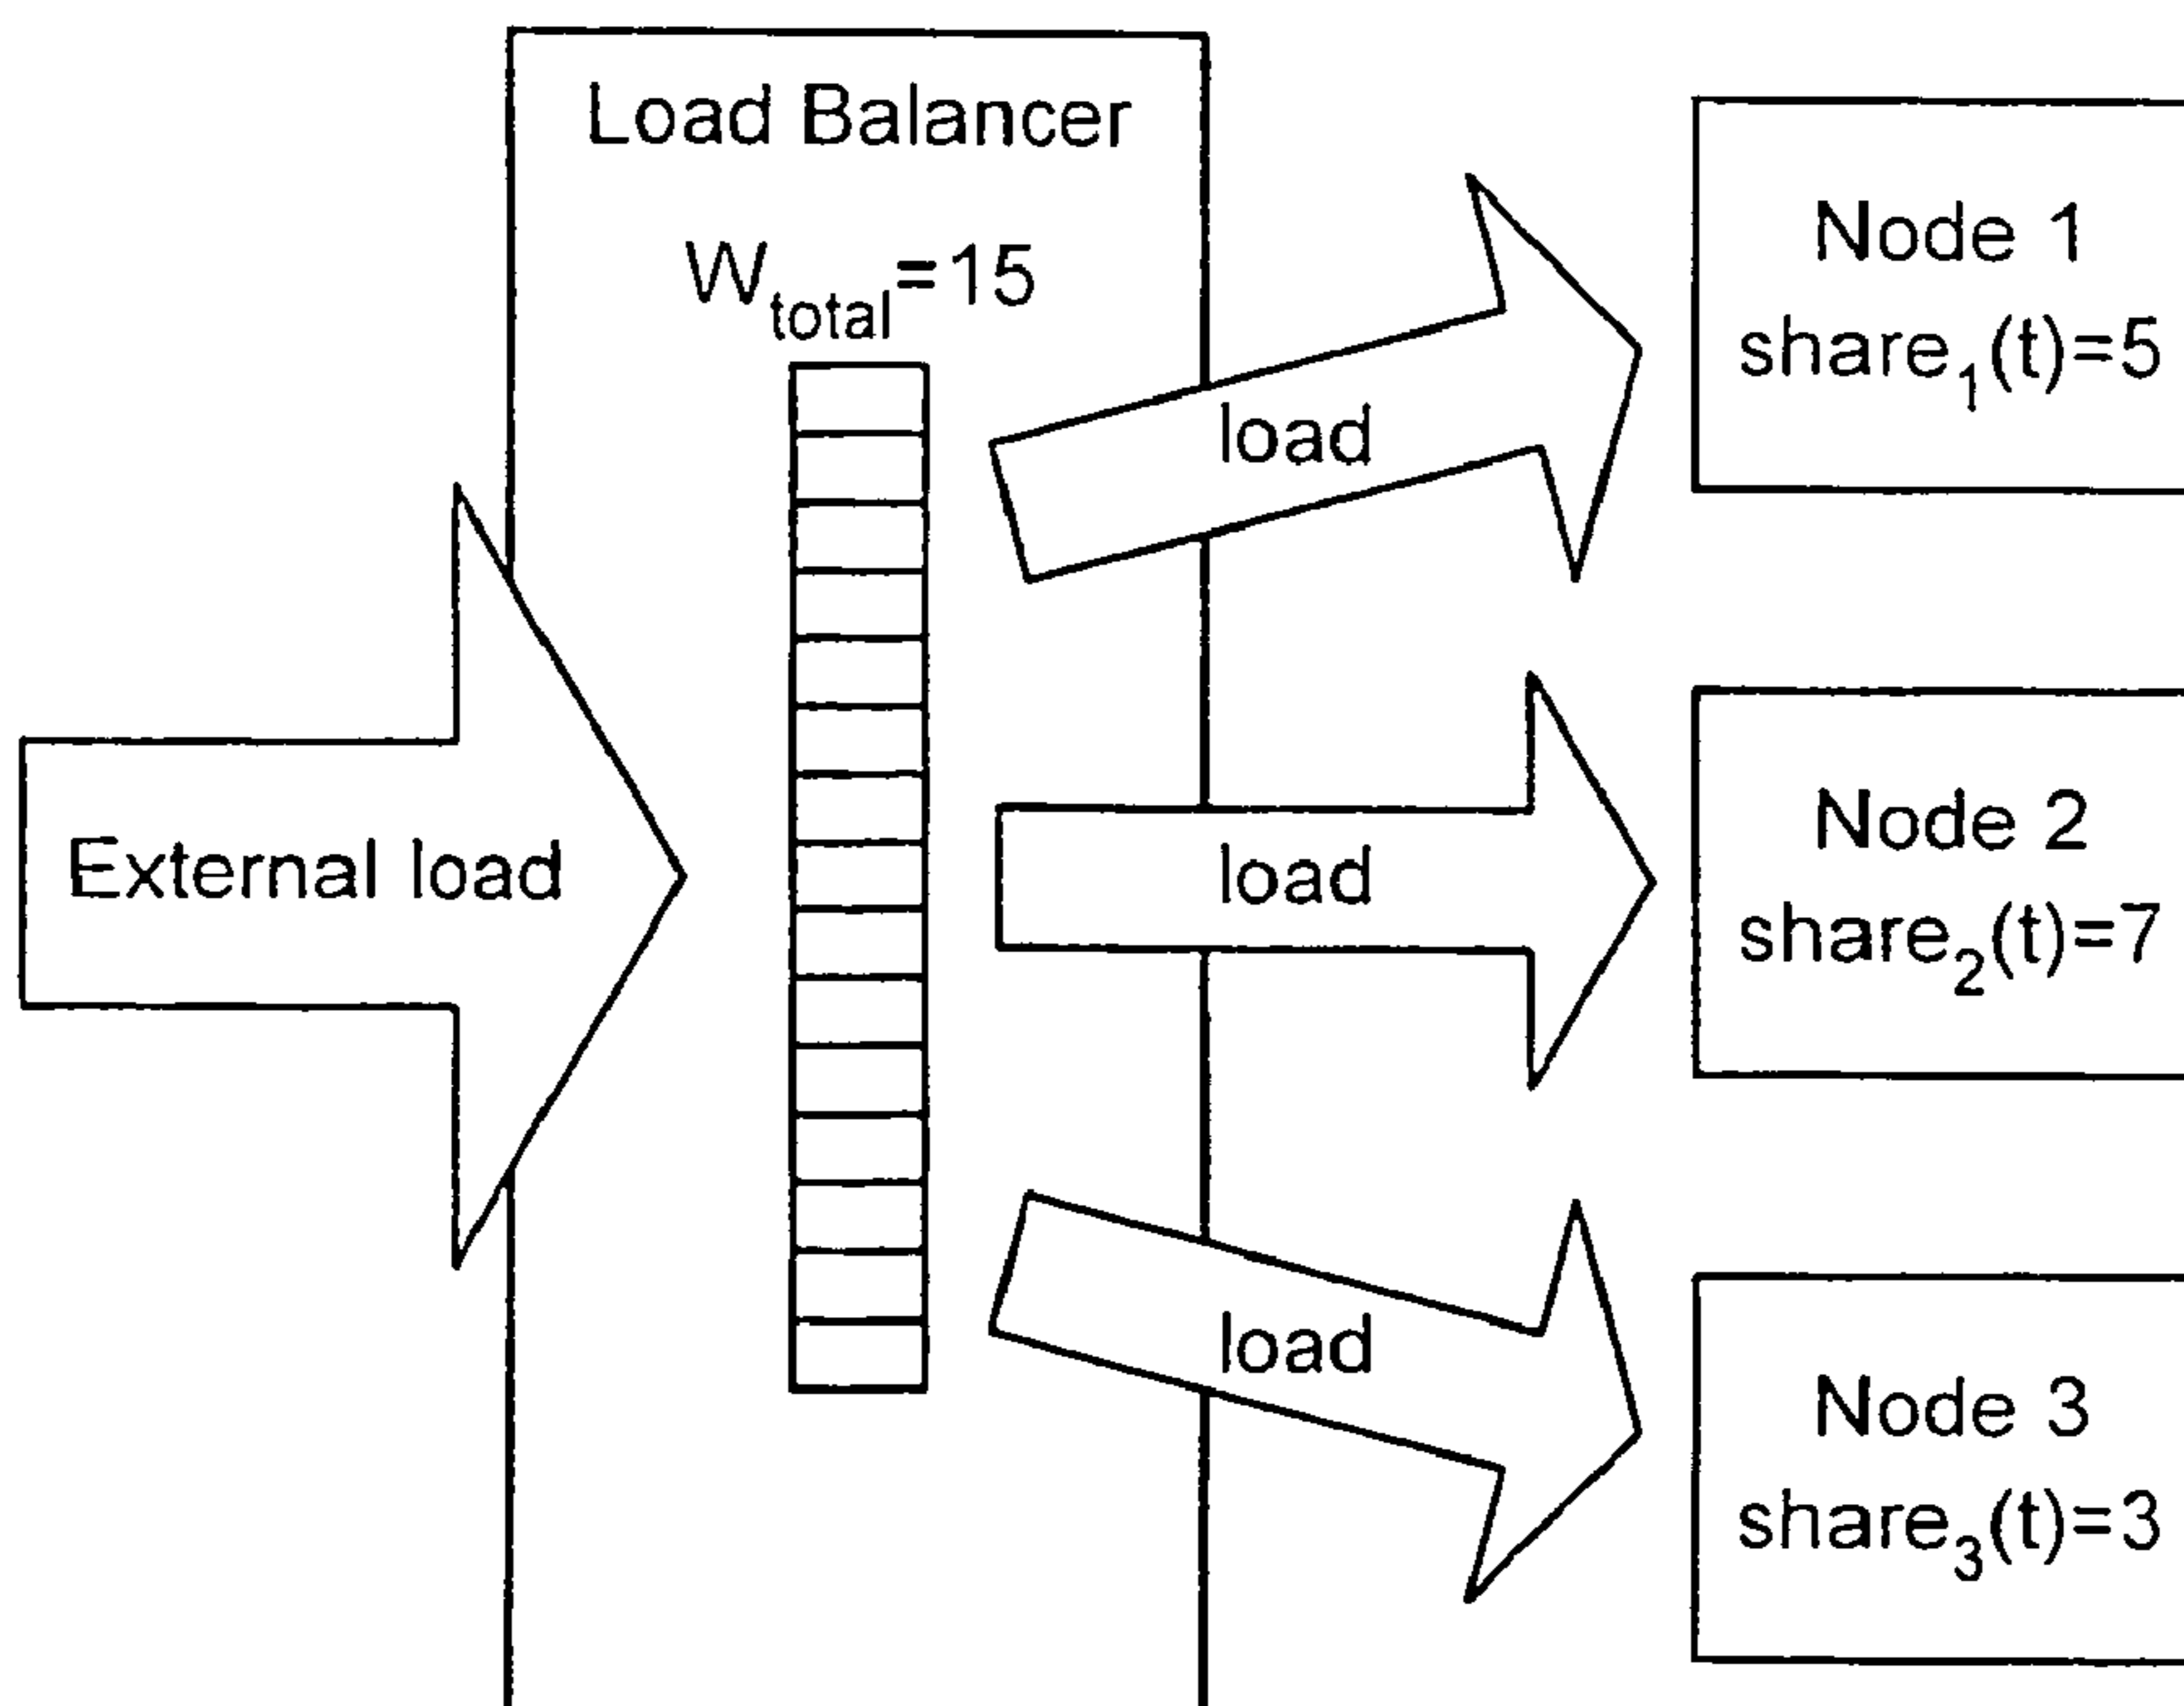 Load Balancer
W_total=15
External load
load
load
load
Node 1
share_1(t)=5
Node 2
share_2(t)=7
Node 3
share_3(t)=3